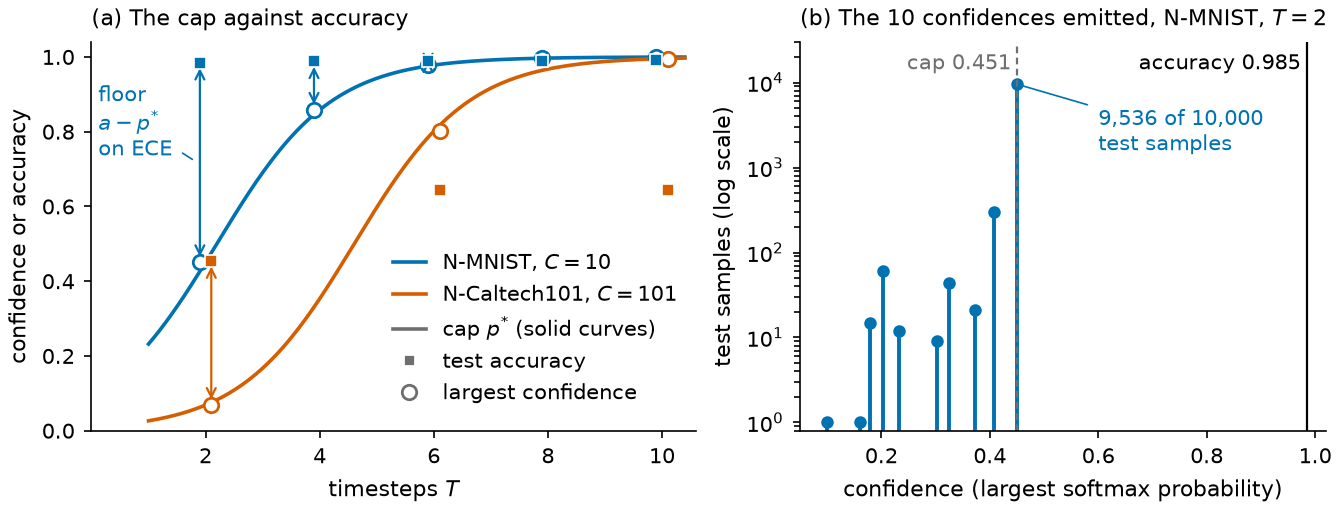 (a) The cap against accuracy
confidence or accuracy
1.0
0.8
0.6
0.4
0.2
0.0
floor
a − p*
on ECE
N-MNIST, C = 10
N-Caltech101, C = 101
cap p* (solid curves)
test accuracy
largest confidence
2 4 6 8 10
timesteps T
(b) The 10 confidences emitted, N-MNIST, T = 2
test samples (log scale)
10⁴
10³
10²
10¹
10⁰
cap 0.451
accuracy 0.985
9,536 of 10,000
test samples
0.2 0.4 0.6 0.8 1.0
confidence (largest softmax probability)